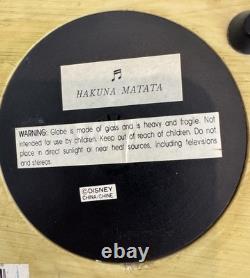 ♬
HAKUNA MATATA
WARNING: Globe is made of glass and is heavy and fragile. Not
intended for use by children. Keep out of reach of children. Do not
place in direct sunlight or near heat sources, including televisions
and stereos.
©DISNEY
CHINA/CHINE